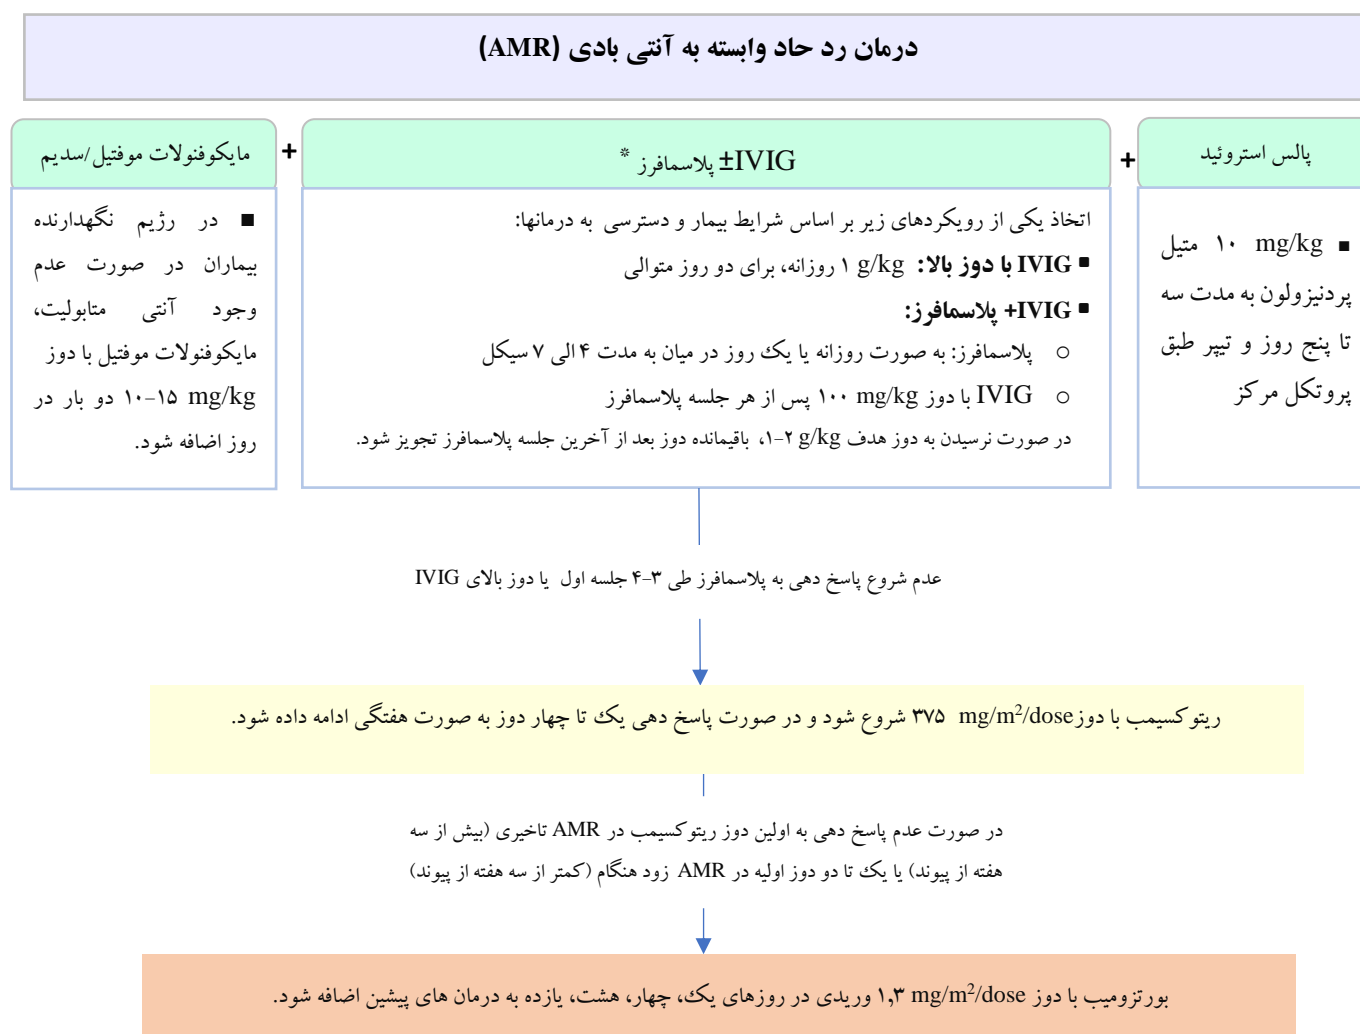 درمان رد حاد وابسته به آنتی بادی (AMR)
پالس استروئید
+
IVIG± پلاسمافرز *
+
مایکوفنولات موفتیل/سدیم
■ ۱۰ mg/kg متیل
پردنیزولون به مدت سه
تا پنج روز و تیپر طبق
پروتکل مرکز
اتخاذ یکی از رویکردهای زیر بر اساس شرایط بیمار و دسترسی به درمانها:
■ IVIG با دوز بالا: ۱ g/kg روزانه، برای دو روز متوالی
■ IVIG+ پلاسمافرز:
○ پلاسمافرز: به صورت روزانه یا یک روز در میان به مدت ۴ الی ۷ سیکل
○ IVIG با دوز ۱۰۰ mg/kg پس از هر جلسه پلاسمافرز
در صورت نرسیدن به دوز هدف ۱-۲ g/kg، باقیمانده دوز بعد از آخرین جلسه پلاسمافرز تجویز شود.
■ در رژیم نگهدارنده
بیماران در صورت عدم
وجود آنتی متابولیت،
مایکوفنولات موفتیل با دوز
۱۰-۱۵ mg/kg دو بار در
روز اضافه شود.
عدم شروع پاسخ دهی به پلاسمافرز طی ۳-۴ جلسه اول یا دوز بالای IVIG
ریتوکسیمب با دوز ۳۷۵ mg/m²/dose شروع شود و در صورت پاسخ دهی یک تا چهار دوز به صورت هفتگی ادامه داده شود.
در صورت عدم پاسخ دهی به اولین دوز ریتوکسیمب در AMR تاخیری (بیش از سه
هفته از پیوند) یا یک تا دو دوز اولیه در AMR زود هنگام (کمتر از سه هفته از پیوند)
بورتزومیب با دوز ۱,۳ mg/m²/dose وریدی در روزهای یک، چهار، هشت، یازده به درمان های پیشین اضافه شود.